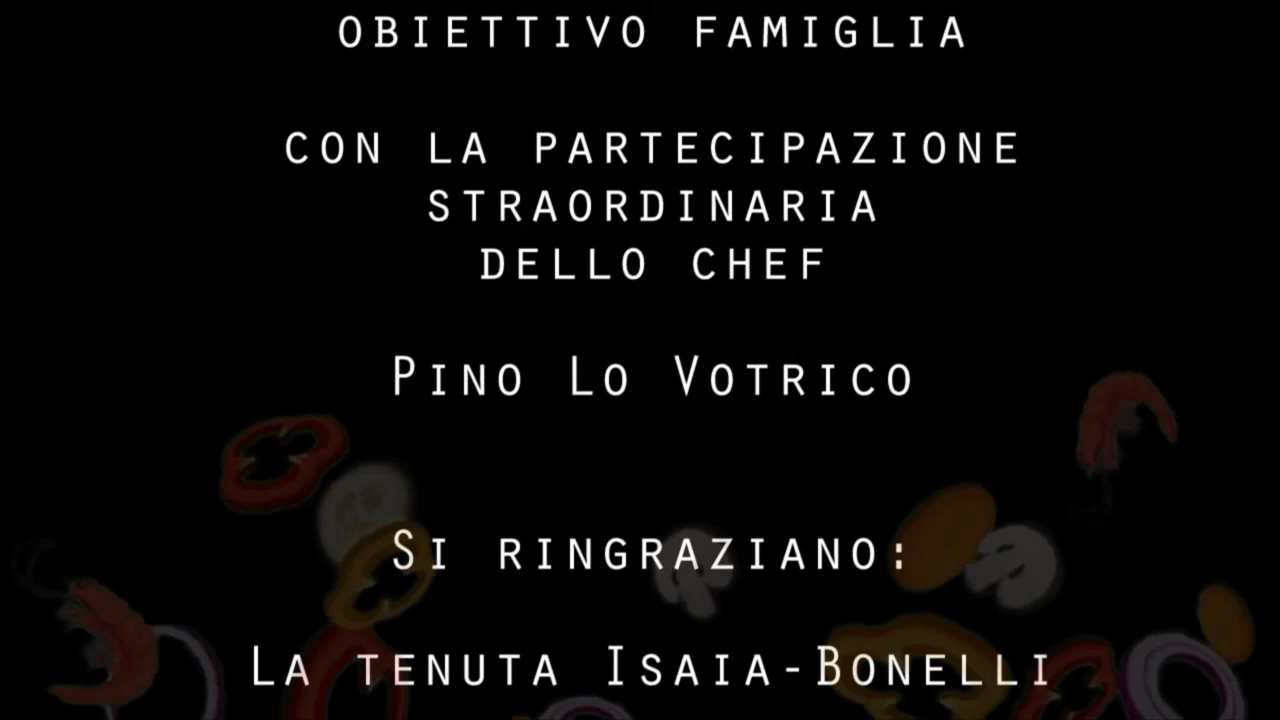 OBIETTIVO FAMIGLIA
CON LA PARTECIPAZIONE
STRAORDINARIA
DELLO CHEF
PINO LO VOTRICO
SI RINGRAZIANO:
LA TENUTA ISAIA-BONELLI